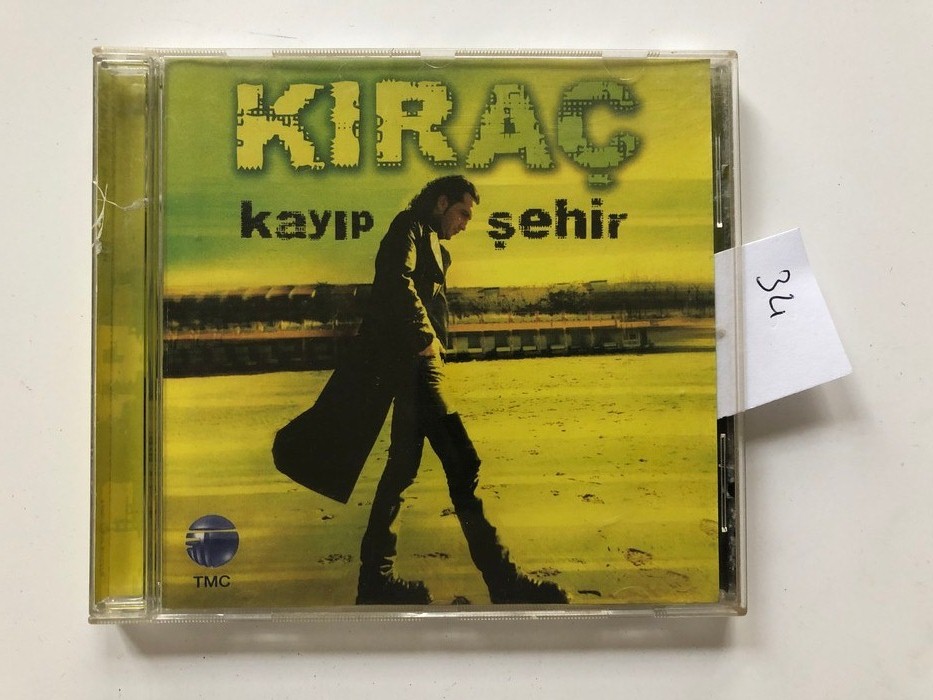 KIRAÇ
kayıp şehir
34
TMC